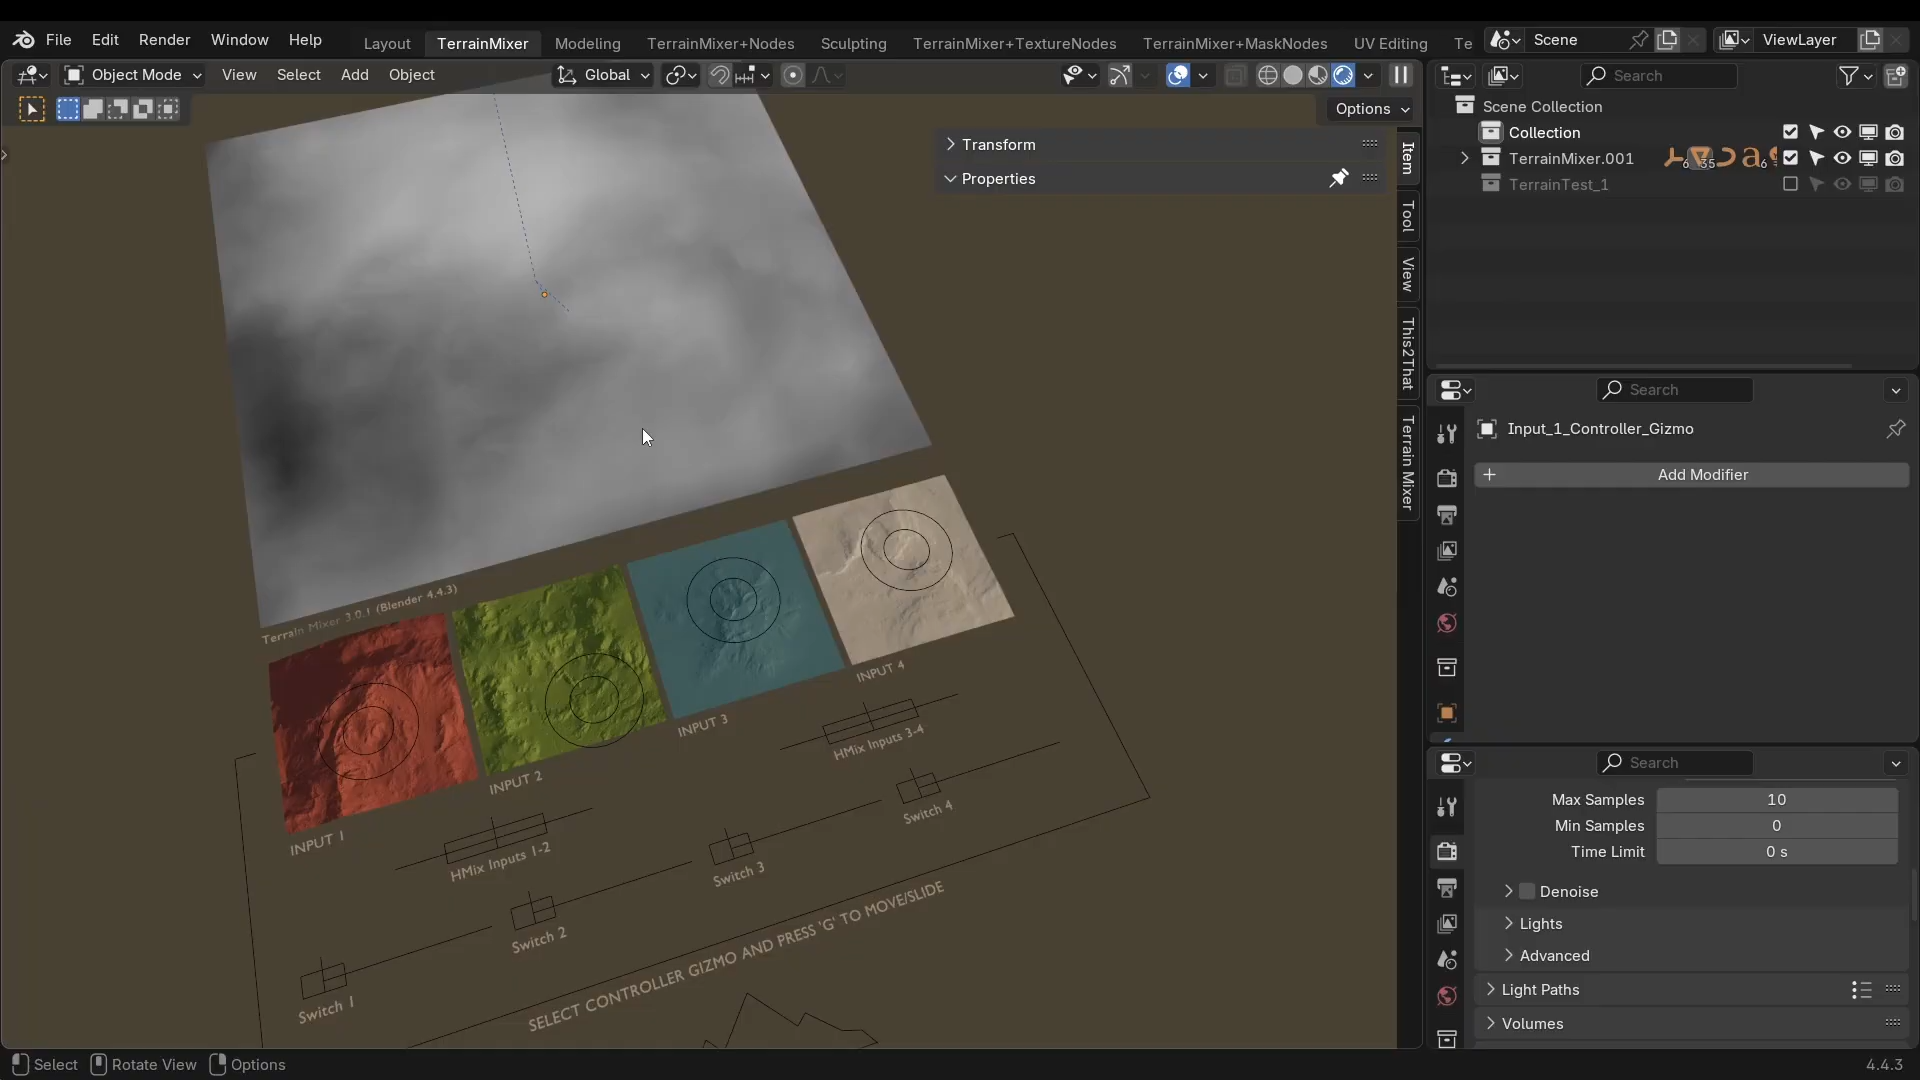 File Edit Render Window Help Layout TerrainMixer Modeling TerrainMixer+Nodes Sculpting TerrainMixer+TextureNodes TerrainMixer+MaskNodes UV Editing Te Scene ViewLayer
Object Mode View Select Add Object Global
Options
Search
Scene Collection
Collection
TerrainMixer.001
TerrainTest_1
Transform
Properties
Item
Tool
View
This2That
Terrain Mixer
Search
Input_1_Controller_Gizmo
Add Modifier
Search
Max Samples 10
Min Samples 0
Time Limit 0 s
Denoise
Lights
Advanced
Light Paths
Volumes
Terrain Mixer 3.0.1 (Blender 4.4.3)
INPUT 1
INPUT 2
INPUT 3
INPUT 4
HMix Inputs 1-2
HMix Inputs 3-4
Switch 1
Switch 2
Switch 3
Switch 4
SELECT CONTROLLER GIZMO AND PRESS 'G' TO MOVE/SLIDE
Select Rotate View Options 4.4.3